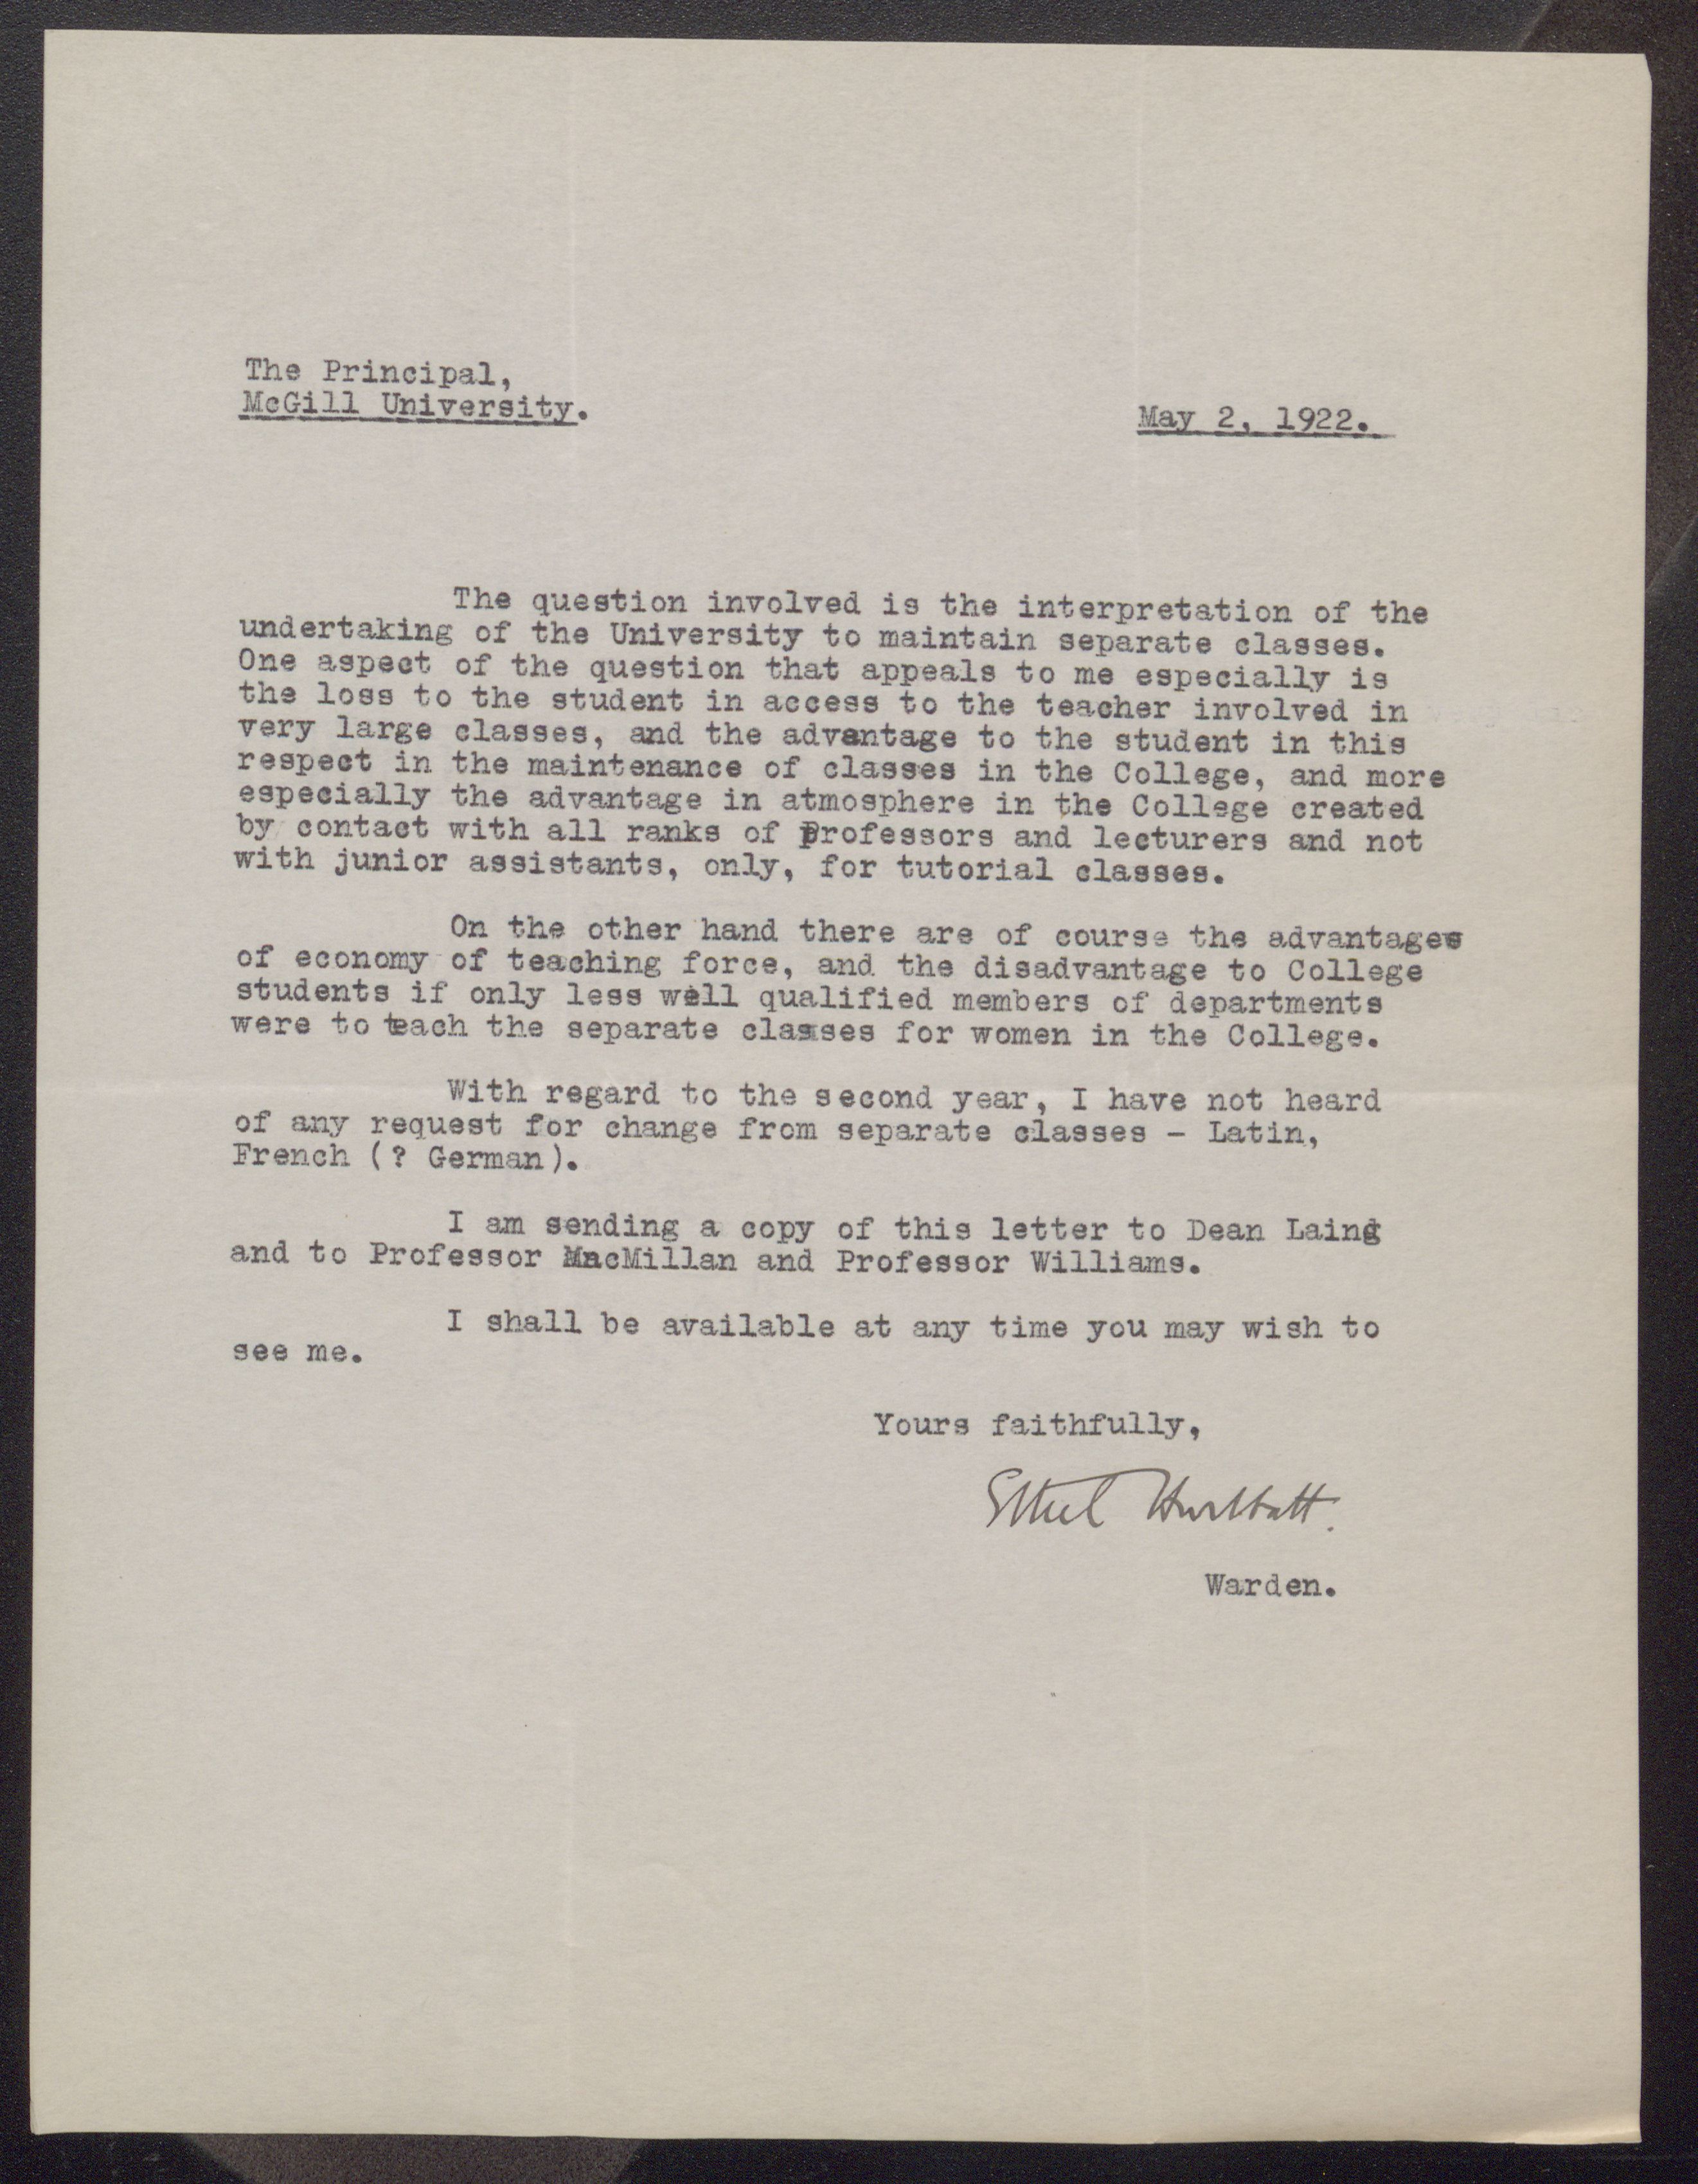 The Principal,
McGill University.
May 2, 1922.
The question involved is the interpretation of the
undertaking of the University to maintain separate classes.
One aspect of the question that appeals to me especially is
the loss to the student in access to the teacher involved in
very large classes, and the advantage to the student in this
respect in the maintenance of classes in the College, and more
especially the advantage in atmosphere in the College created
by contact with all ranks of professors and lecturers and not
with junior assistants, only, for tutorial classes.
On the other hand there are of course the advantages
of economy of teaching force, and the disadvantage to College
students if only less well qualified members of departments
were to teach the separate classes for women in the College.
With regard to the second year, I have not heard
of any request for change from separate classes - Latin,
French (? German).
I am sending a copy of this letter to Dean Laing
and to Professor MacMillan and Professor Williams.
I shall be available at any time you may wish to
see me.
Yours faithfully,
Ethel Hurlbatt.
Warden.